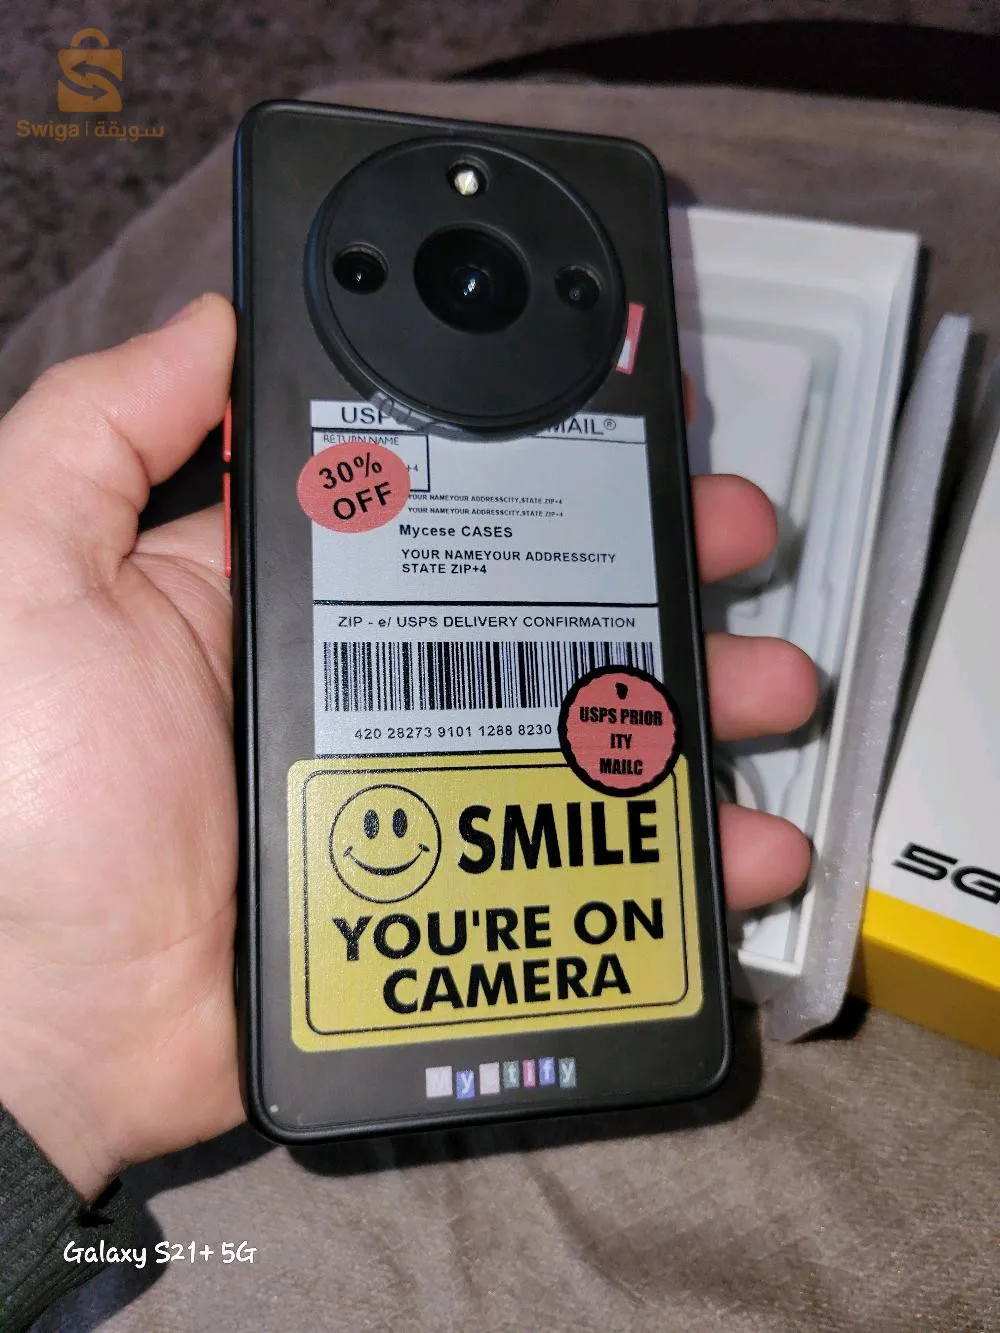 Swiga | سويقة
USP MAIL®
RETURN NAME
30%
OFF
+4
YOUR NAMEYOUR ADDRESSCITY,STATE ZIP+4
YOUR NAMEYOUR ADDRESSCITY,STATE ZIP+4
Mycese CASES
YOUR NAMEYOUR ADDRESSCITY
STATE ZIP+4
ZIP - e/ USPS DELIVERY CONFIRMATION
420 28273 9101 1288 8230
USPS PRIOR
ITY
MAILC
SMILE
YOU'RE ON
CAMERA
Mystify
5G
Galaxy S21+ 5G